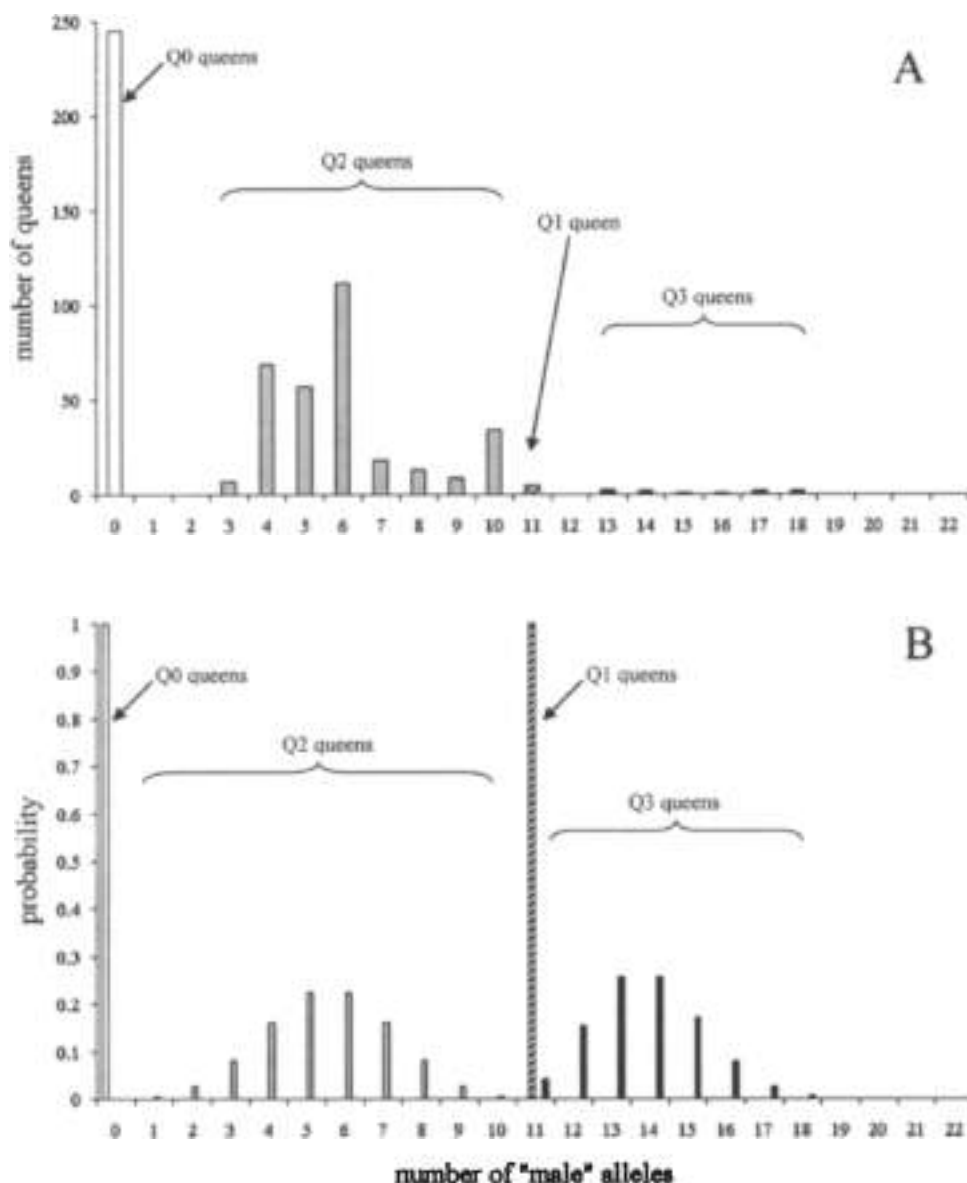 A
250
200
150
100
50
0
number of queens
Q0 queens
Q2 queens
Q1 queen
Q3 queens
0 1 2 3 4 5 6 7 8 9 10 11 12 13 14 15 16 17 18 19 20 21 22
B
1
0.9
0.8
0.7
0.6
0.5
0.4
0.3
0.2
0.1
0
probability
Q0 queens
Q1 queens
Q2 queens
Q3 queens
0 1 2 3 4 5 6 7 8 9 10 11 12 13 14 15 16 17 18 19 20 21 22
number of "male" alleles